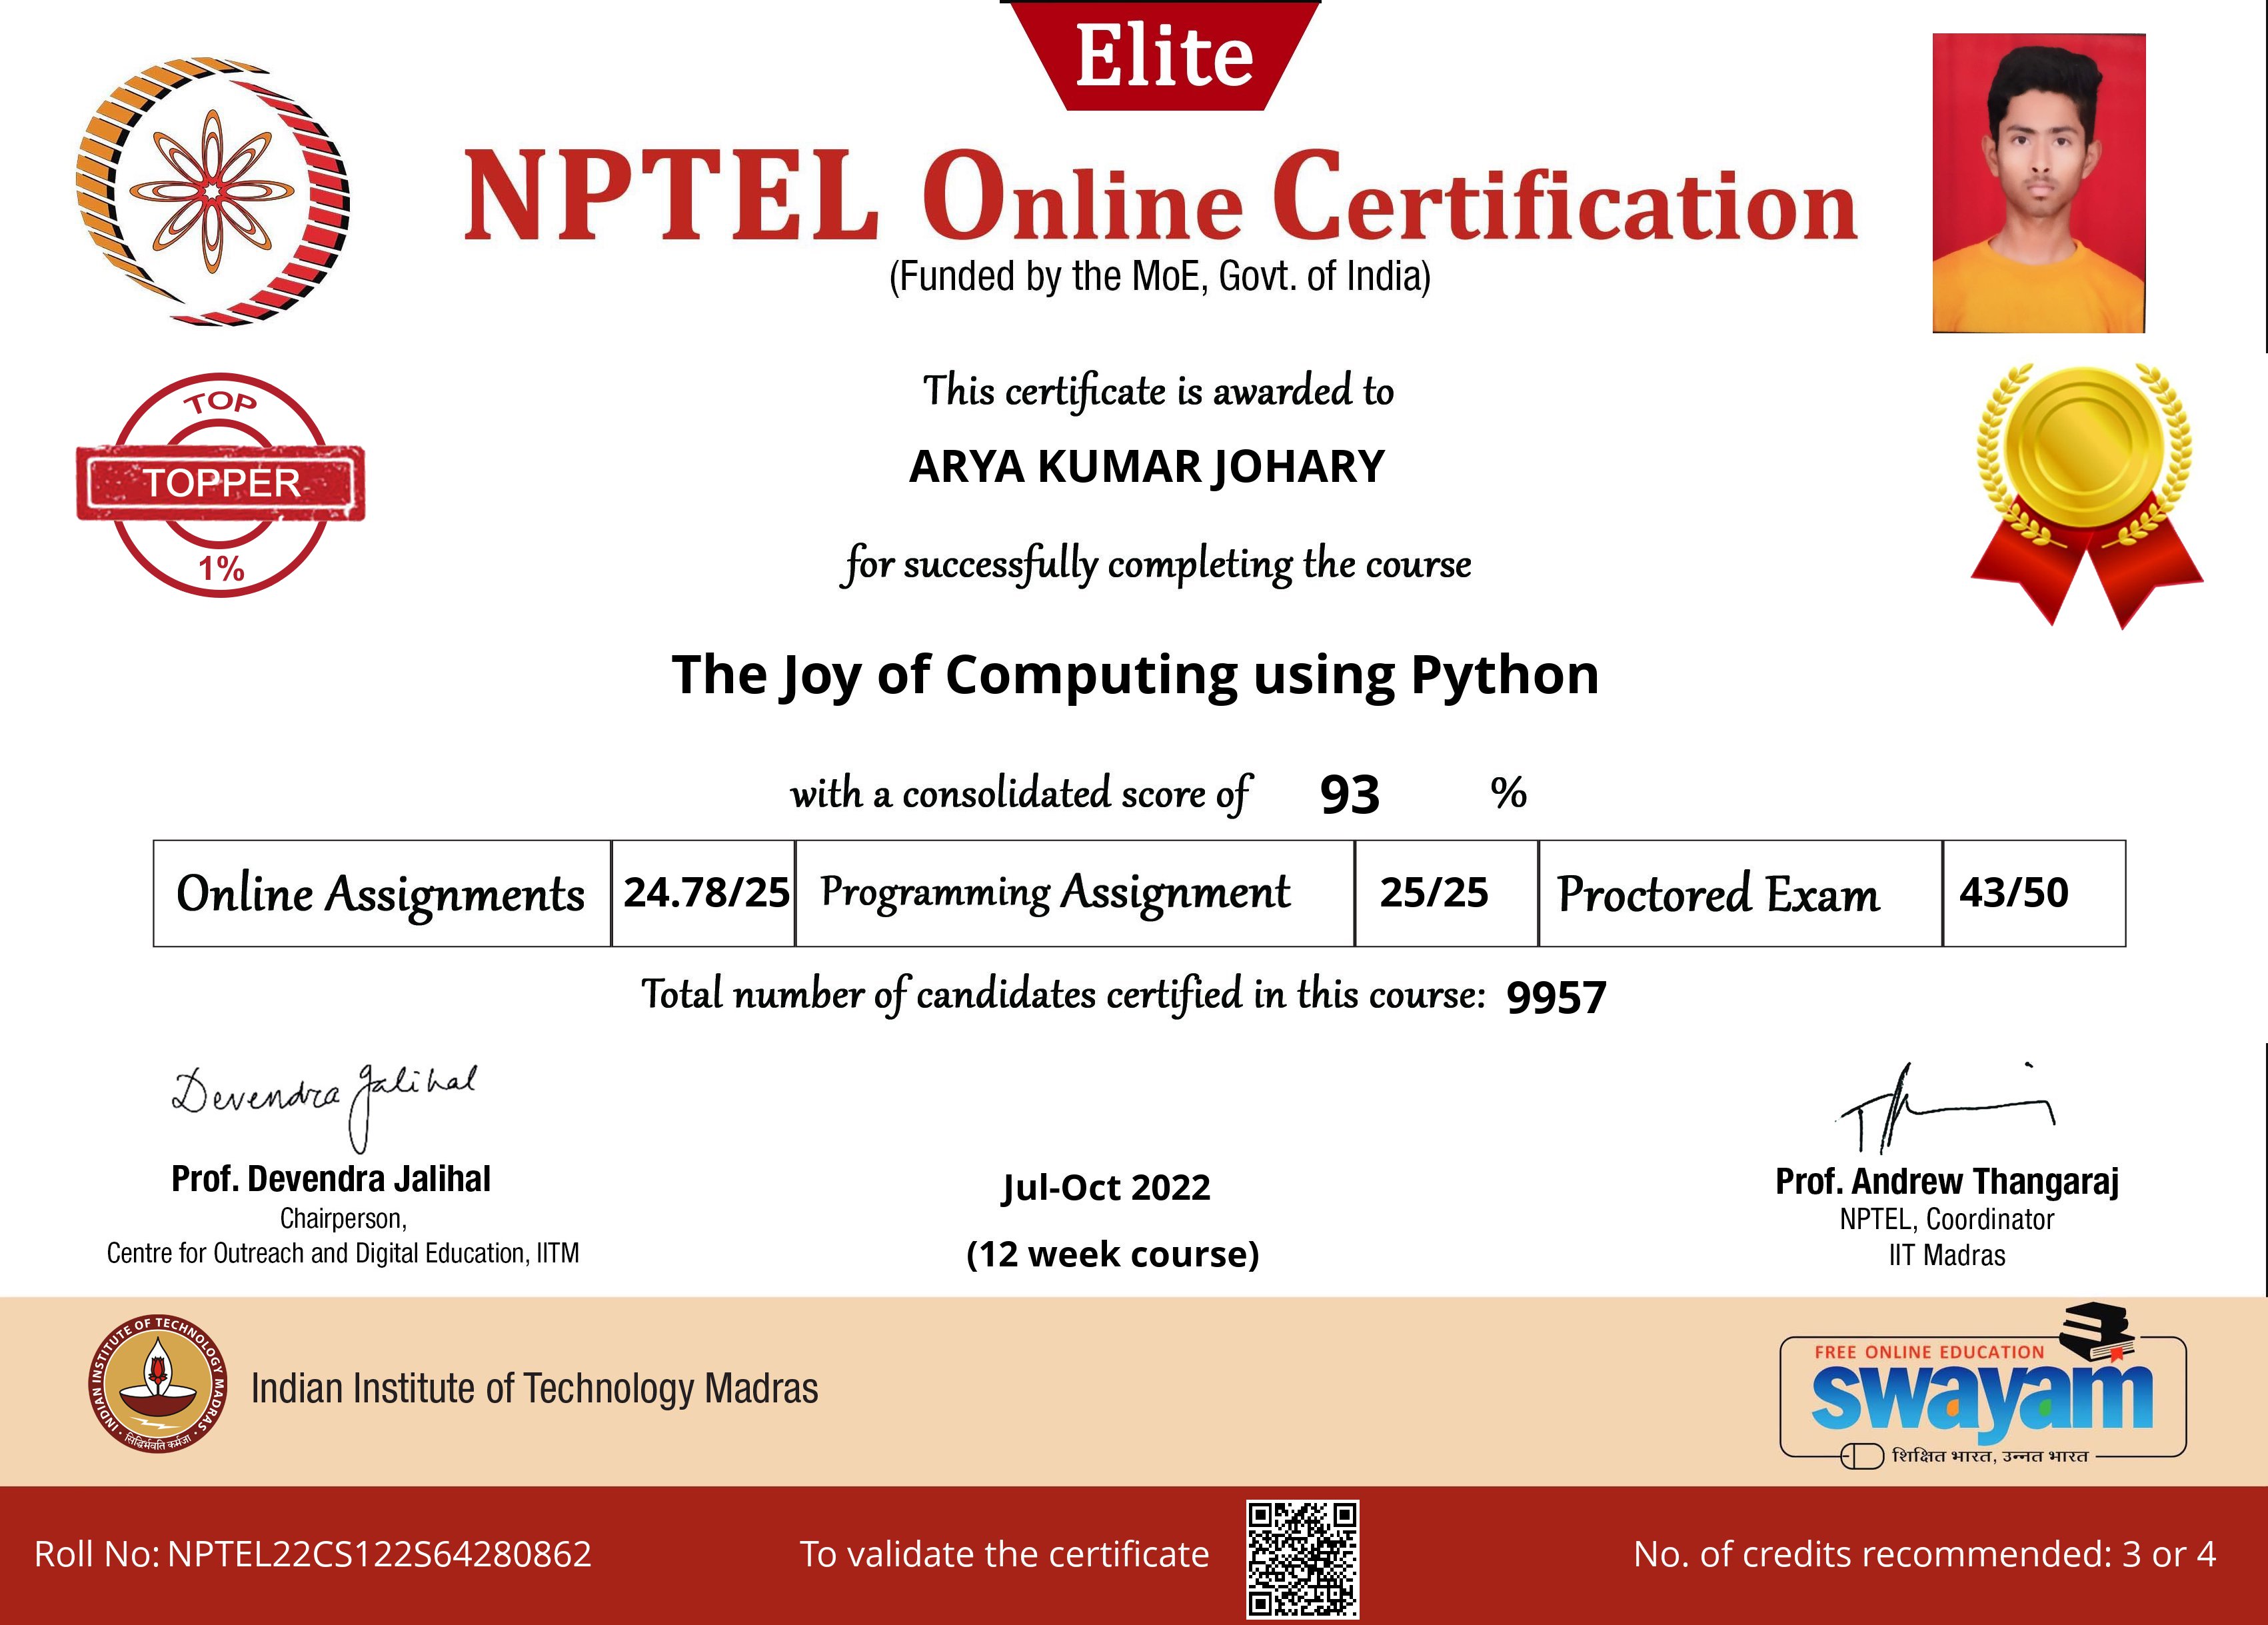 Elite
NPTEL Online Certification
(Funded by the MoE, Govt. of India)
This certificate is awarded to
ARYA KUMAR JOHARY
TOP
TOPPER
1%
for successfully completing the course
The Joy of Computing using Python
with a consolidated score of 93 %
Online Assignments 24.78/25 Programming Assignment 25/25 Proctored Exam 43/50
Total number of candidates certified in this course: 9957
Devendra Jalihal
Prof. Devendra Jalihal
Chairperson,
Centre for Outreach and Digital Education, IITM
Jul-Oct 2022
(12 week course)
Prof. Andrew Thangaraj
NPTEL, Coordinator
IIT Madras
INDIAN INSTITUTE OF TECHNOLOGY MADRAS
सिद्धिर्भवति कर्मजा
Indian Institute of Technology Madras
FREE ONLINE EDUCATION
swayam
शिक्षित भारत, उन्नत भारत
Roll No: NPTEL22CS122S64280862
To validate the certificate
No. of credits recommended: 3 or 4